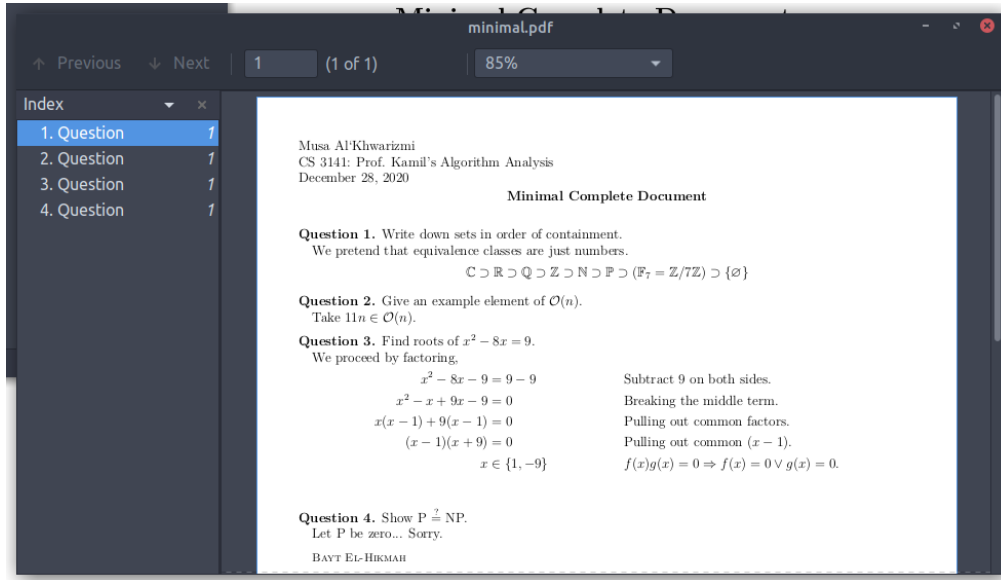 Minimal Complete Document
minimal.pdf
Previous Next 1 (1 of 1) 85%
Index
1. Question 1
2. Question 1
3. Question 1
4. Question 1
Musa Al‘Khwarizmi
CS 3141: Prof. Kamil’s Algorithm Analysis
December 28, 2020
Minimal Complete Document
Question 1. Write down sets in order of containment.
We pretend that equivalence classes are just numbers.
ℂ ⊃ ℝ ⊃ ℚ ⊃ ℤ ⊃ ℕ ⊃ ℙ ⊃ (𝔽₇ = ℤ/7ℤ) ⊃ {∅}
Question 2. Give an example element of 𝒪(n).
Take 11n ∈ 𝒪(n).
Question 3. Find roots of x² − 8x = 9.
We proceed by factoring,
x² − 8x − 9 = 9 − 9 Subtract 9 on both sides.
x² − x + 9x − 9 = 0 Breaking the middle term.
x(x − 1) + 9(x − 1) = 0 Pulling out common factors.
(x − 1)(x + 9) = 0 Pulling out common (x − 1).
x ∈ {1, −9} f(x)g(x) = 0 ⇒ f(x) = 0 ∨ g(x) = 0.
Question 4. Show P ≟ NP.
Let P be zero... Sorry.
Bayt El-Hikmah